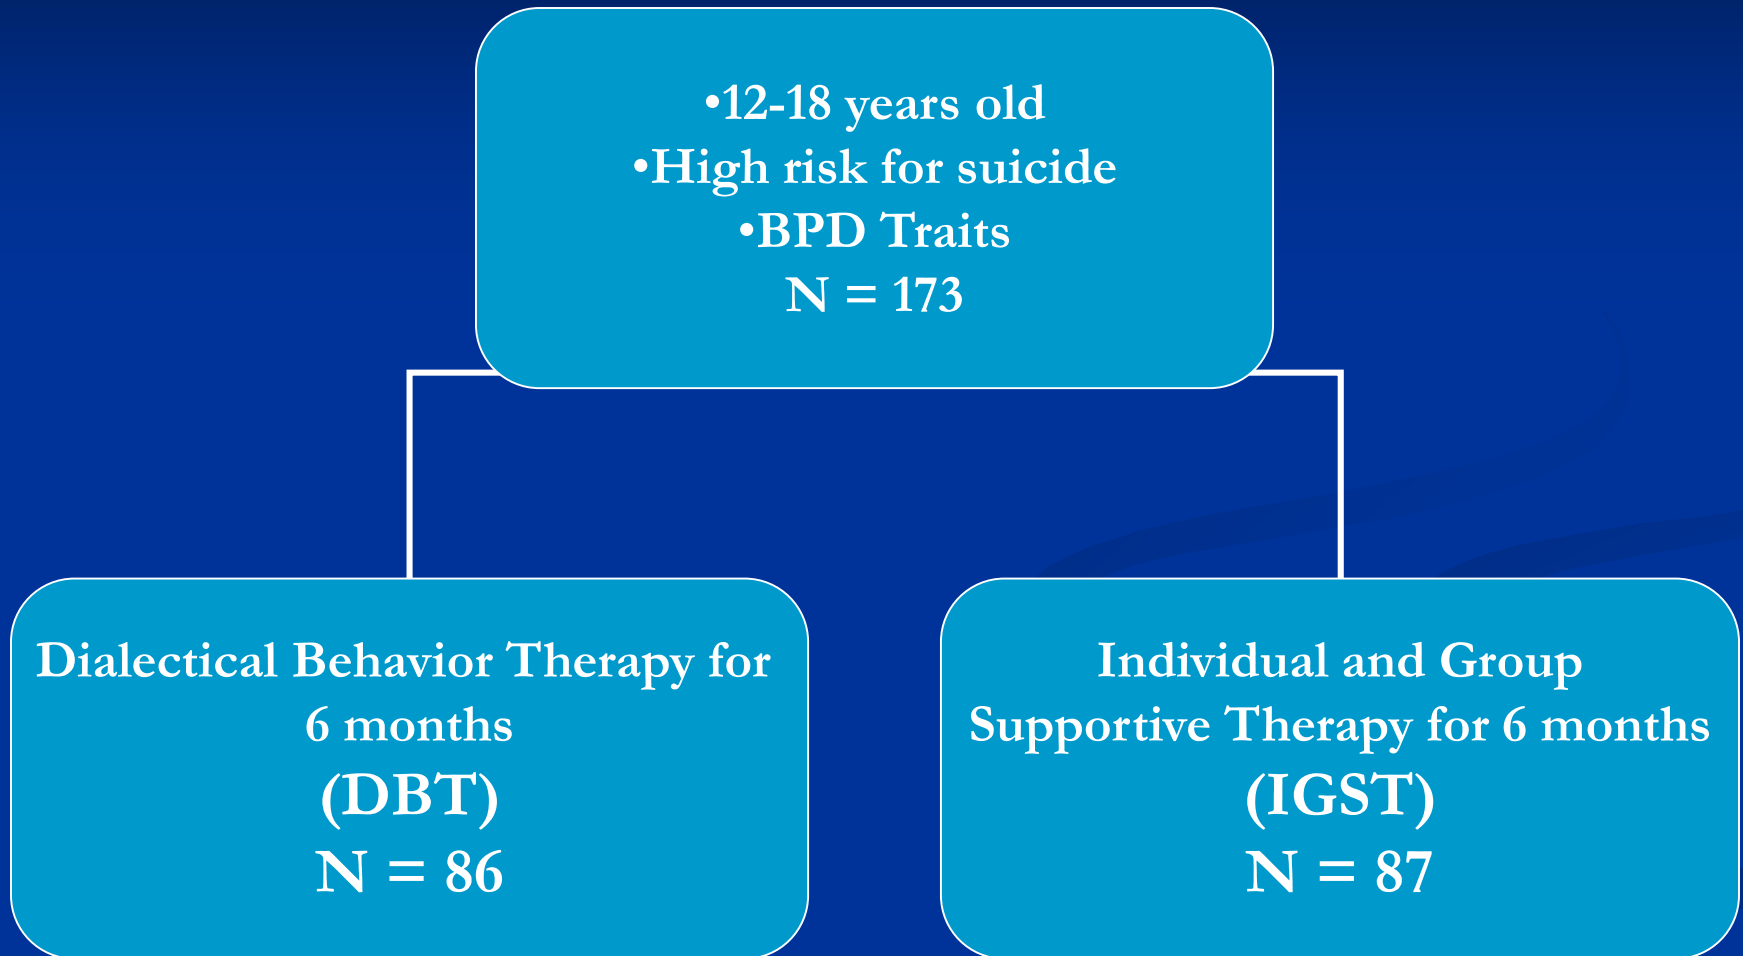 •12-18 years old
•High risk for suicide
•BPD Traits
N = 173
Dialectical Behavior Therapy for
6 months
(DBT)
N = 86
Individual and Group
Supportive Therapy for 6 months
(IGST)
N = 87